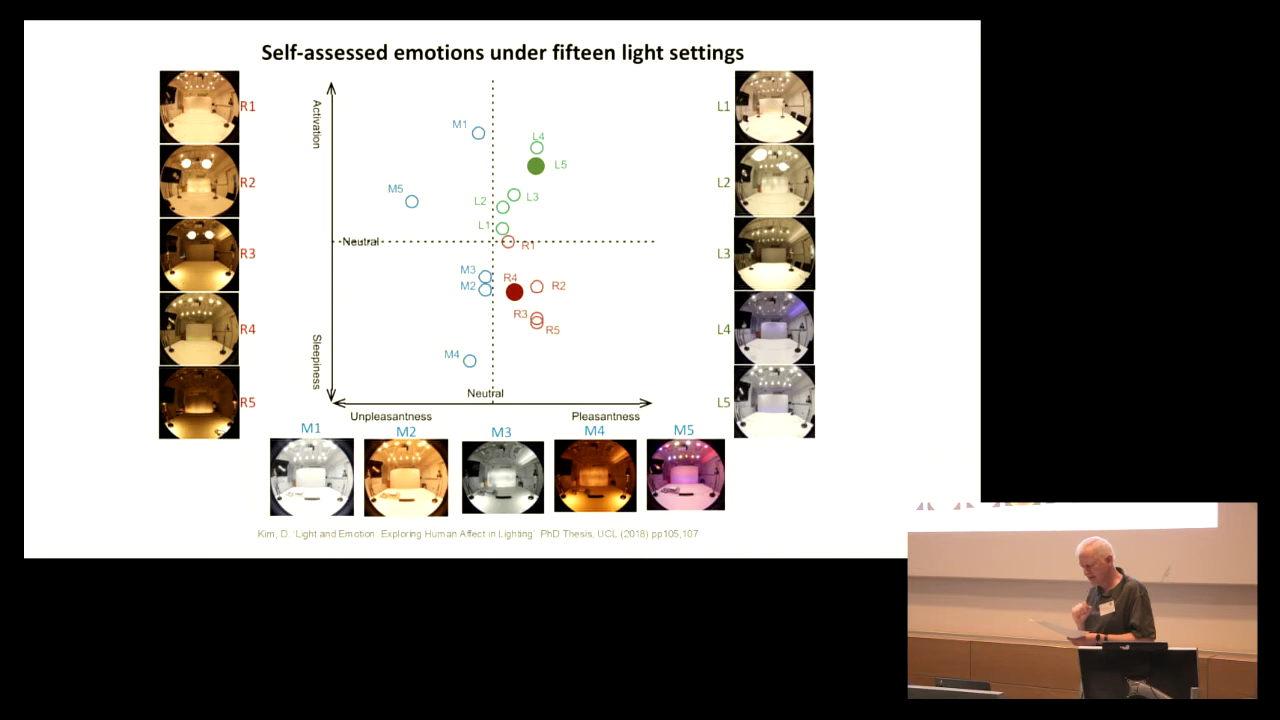 Self-assessed emotions under fifteen light settings
R1
R2
R3
R4
R5
Activation
Sleepiness
M1
L4
L5
M5
L3
L2
L1
Neutral
R1
M3
M2
R4
R2
R3
R5
M4
Neutral
Unpleasantness
Pleasantness
L1
L2
L3
L4
L5
M1
M2
M3
M4
M5
Kim, D. 'Light and Emotion: Exploring Human Affect in Lighting' PhD Thesis, UCL (2018) pp105,107